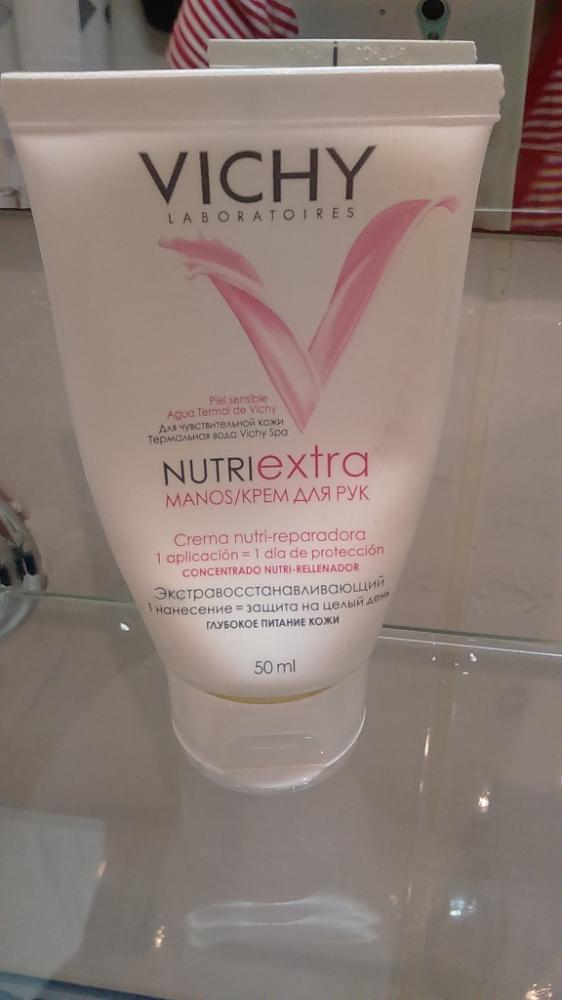 VICHY
LABORATOIRES
Piel sensible
Agua Termal de Vichy
Для чувствительной кожи
Термальная вода Vichy Spa
NUTRIextra
MANOS/КРЕМ ДЛЯ РУК
Crema nutri-reparadora
1 aplicación = 1 día de protección
CONCENTRADO NUTRI-RELLENADOR
Экстравосстанавливающий
1 нанесение = защита на целый день
ГЛУБОКОЕ ПИТАНИЕ КОЖИ
50 ml